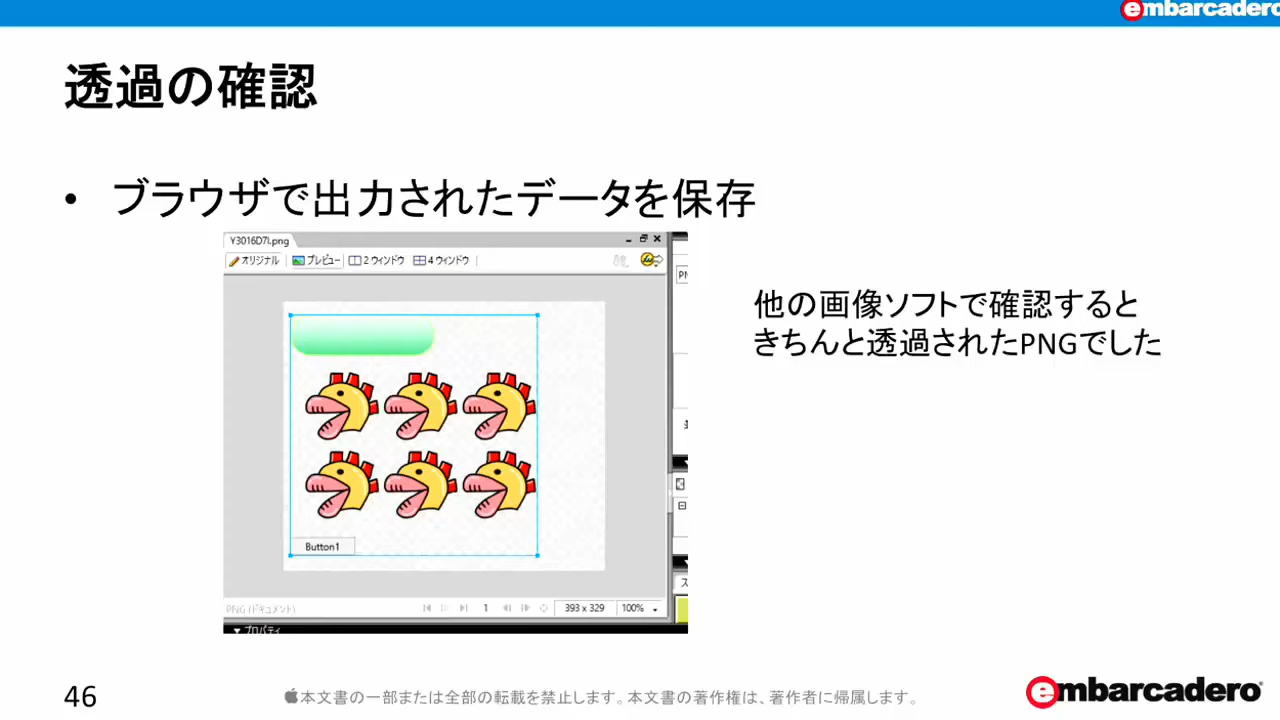 embarcadero
透過の確認
• ブラウザで出力されたデータを保存
Y3016D7I.png
オリジナル プレビュー 2 ウィンドウ 4 ウィンドウ
PN
他の画像ソフトで確認すると
きちんと透過されたPNGでした
Button1
ス
PNG (ドキュメント) 1 393 x 329 100%
プロパティ
46
本文書の一部または全部の転載を禁止します。本文書の著作権は、著作者に帰属します。
embarcadero